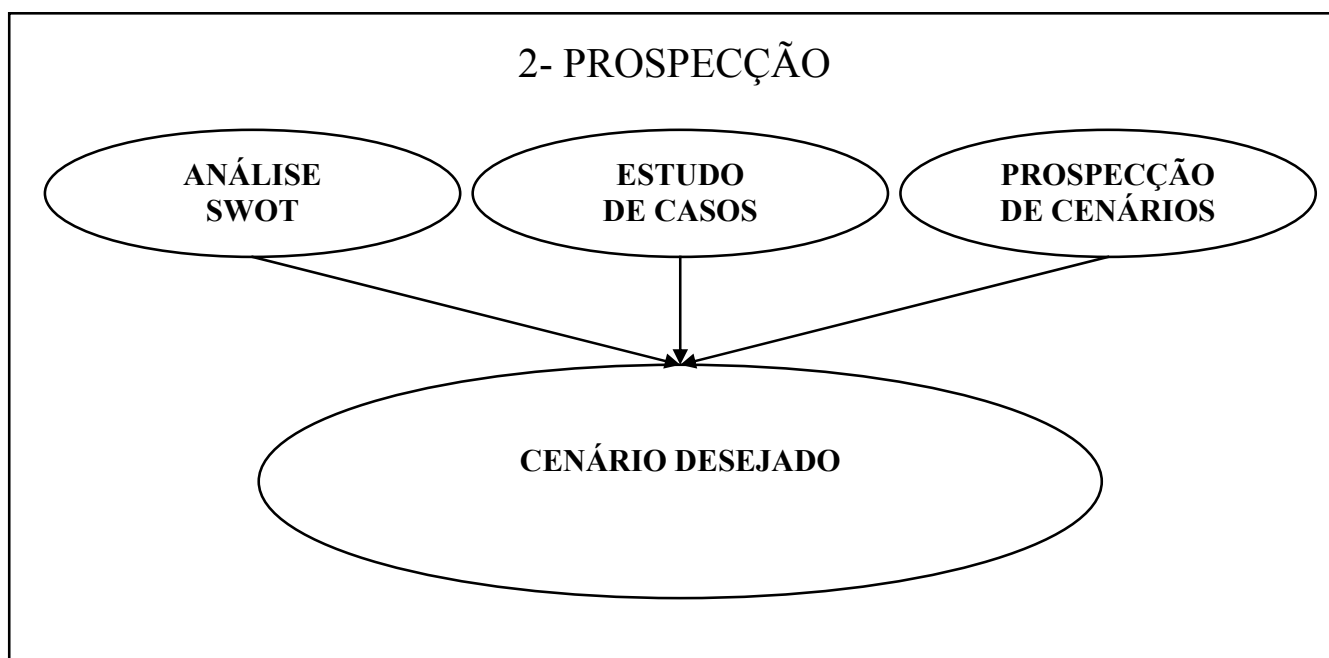 2- PROSPECÇÃO
ANÁLISE
SWOT
ESTUDO
DE CASOS
PROSPECÇÃO
DE CENÁRIOS
CENÁRIO DESEJADO